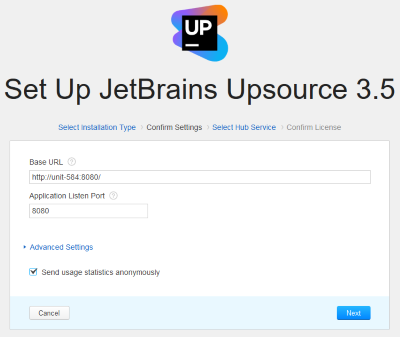 UP
Set Up JetBrains Upsource 3.5
Select Installation Type › Confirm Settings › Select Hub Service › Confirm License
Base URL ?
http://unit-584:8080/
Application Listen Port ?
8080
Advanced Settings
Send usage statistics anonymously
Cancel Next